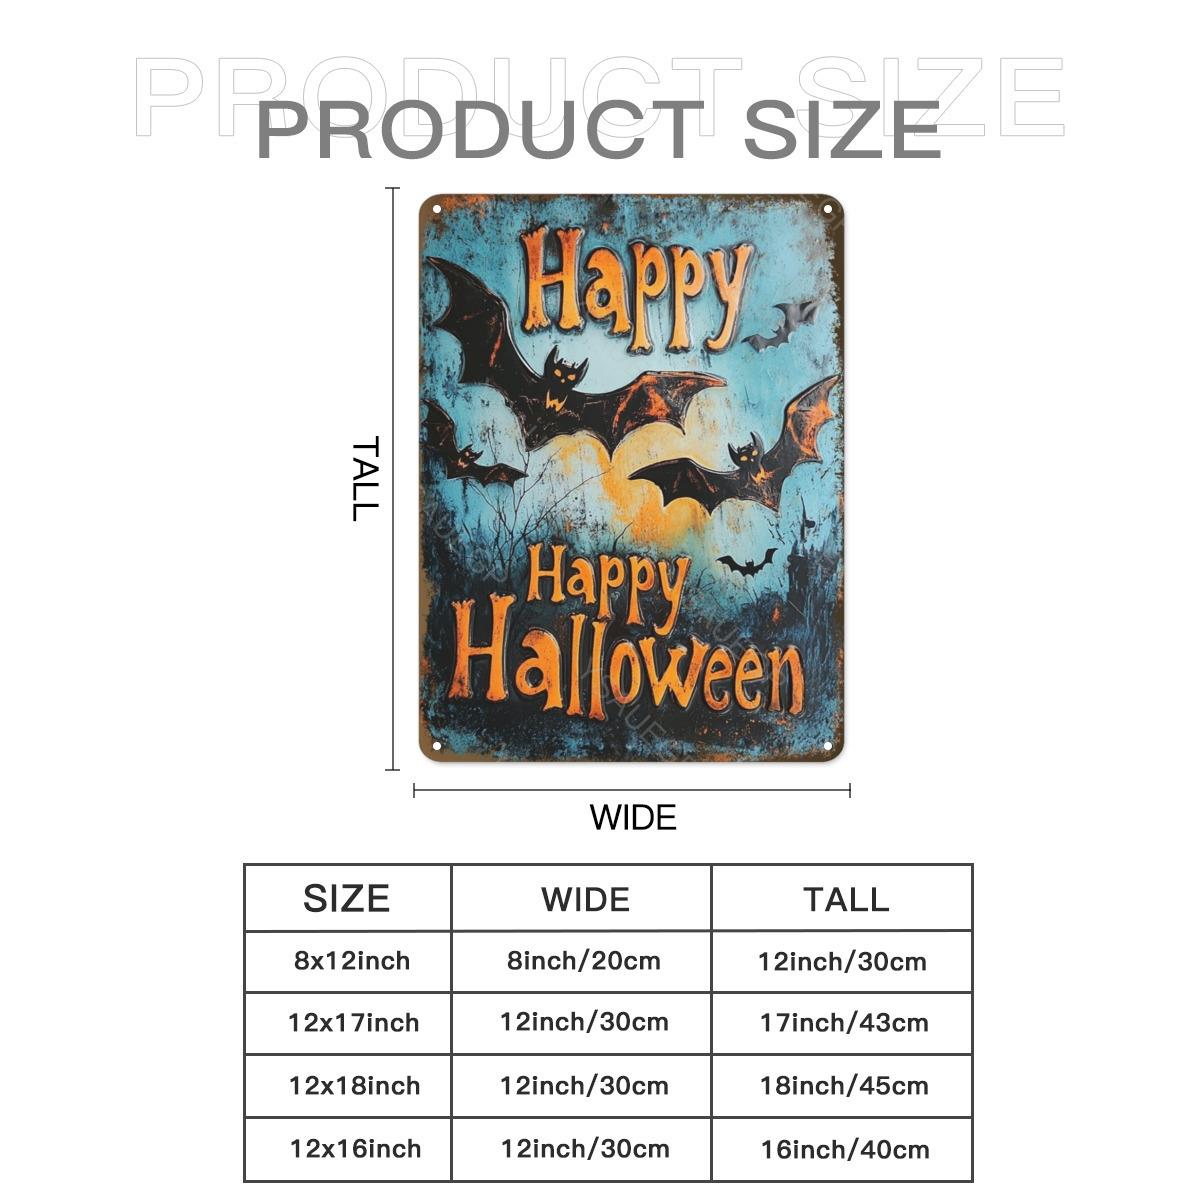 PRODUCT SIZE
PRODUCT SIZE
Happy
TALL
Happy
Halloween
WIDE
SIZE WIDE TALL
8x12inch 8inch/20cm 12inch/30cm
12x17inch 12inch/30cm 17inch/43cm
12x18inch 12inch/30cm 18inch/45cm
12x16inch 12inch/30cm 16inch/40cm